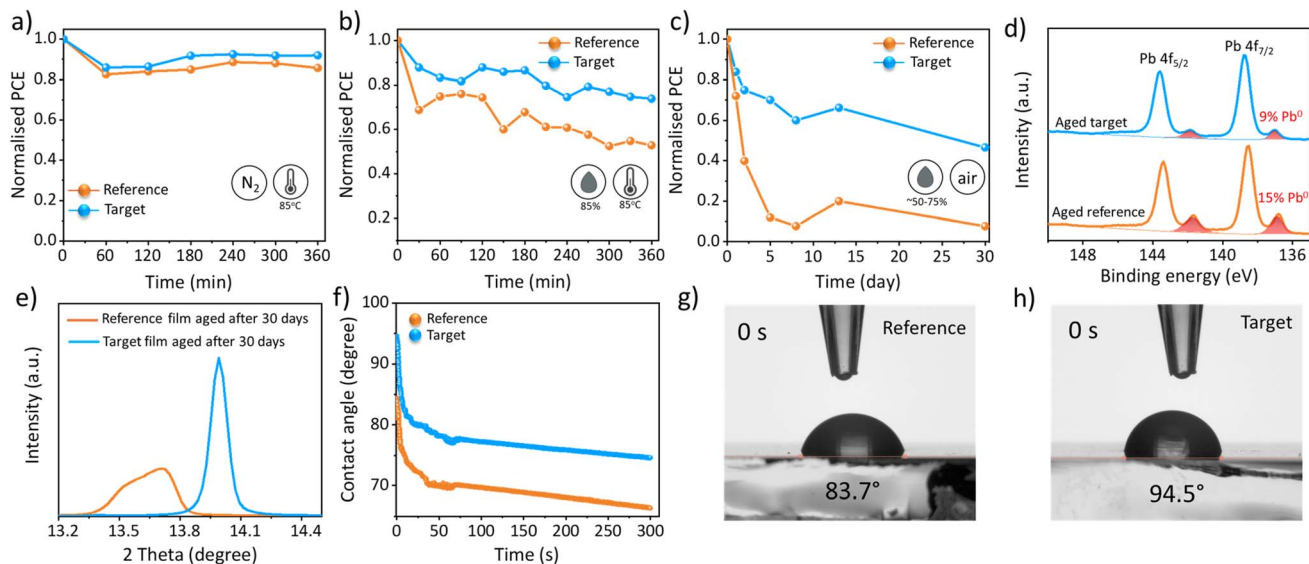 a)
Normalised PCE
1.0
0.8
0.6
0.4
0.2
0.0
Reference
Target
N₂
85°C
0 60 120 180 240 300 360
Time (min)
b)
Normalised PCE
1.0
0.8
0.6
0.4
0.2
Reference
Target
85%
85°C
0 60 120 180 240 300 360
Time (min)
c)
Normalised PCE
1.0
0.8
0.6
0.4
0.2
0.0
Reference
Target
air
~50-75%
0 5 10 15 20 25 30
Time (day)
d)
Intensity (a.u.)
Pb 4f₅/₂
Pb 4f₇/₂
Aged target
9% Pb⁰
Aged reference
15% Pb⁰
148 144 140 136
Binding energy (eV)
e)
Intensity (a.u.)
Reference film aged after 30 days
Target film aged after 30 days
13.2 13.5 13.8 14.1 14.4
2 Theta (degree)
f)
Contact angle (degree)
100
90
80
70
Reference
Target
0 50 100 150 200 250 300
Time (s)
g)
0 s
Reference
83.7°
h)
0 s
Target
94.5°